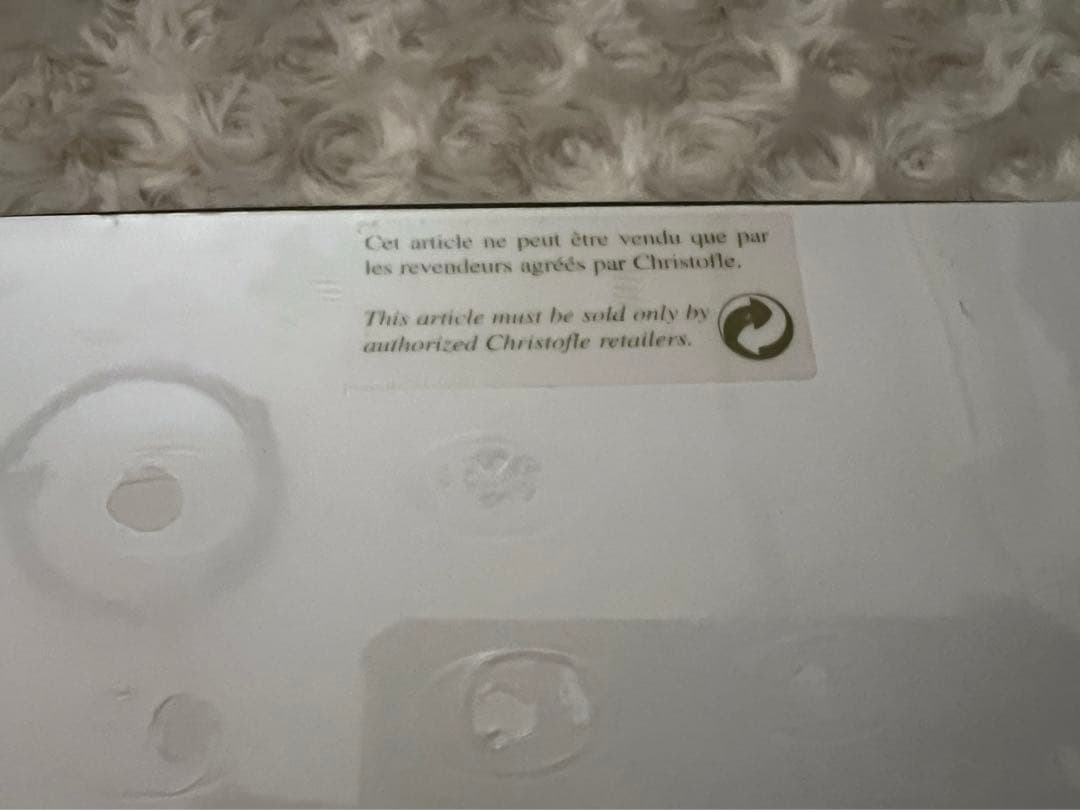 Cet article ne peut être vendu que par
les revendeurs agréés par Christofle.
This article must be sold only by
authorized Christofle retailers.